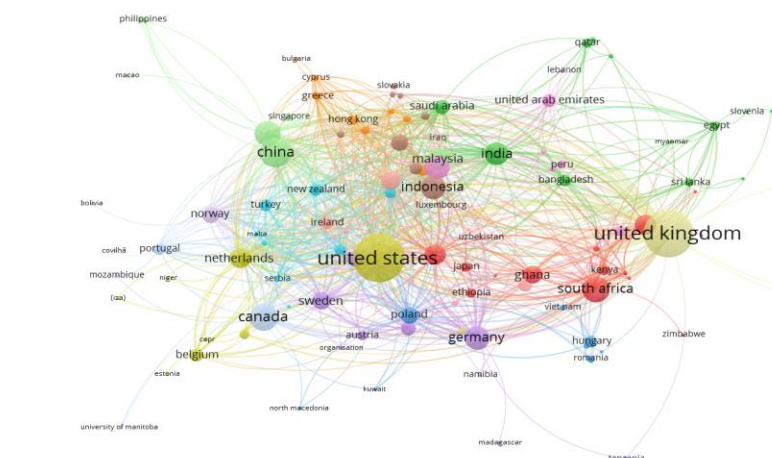 philippines
qatar
bulgaria
lebanon
macao
cyprus
slovakia
greece
united arab emirates
saudi arabia
slovenia
singapore
hong kong
egypt
iran
myanmar
china
malaysia
india
peru
bangladesh
sri lanka
new zealand
indonesia
bolivia
turkey
luxembourg
norway
ireland
malta
united kingdom
uzbekistan
covilhã
portugal
netherlands
united states
japan
kenya
mozambique
niger
serbia
ghana
south africa
(iza)
ethiopia
sweden
viet nam
canada
poland
austria
germany
zimbabwe
cepr
organisation
hungary
belgium
romania
estonia
namibia
kuwait
north macedonia
university of manitoba
madagascar